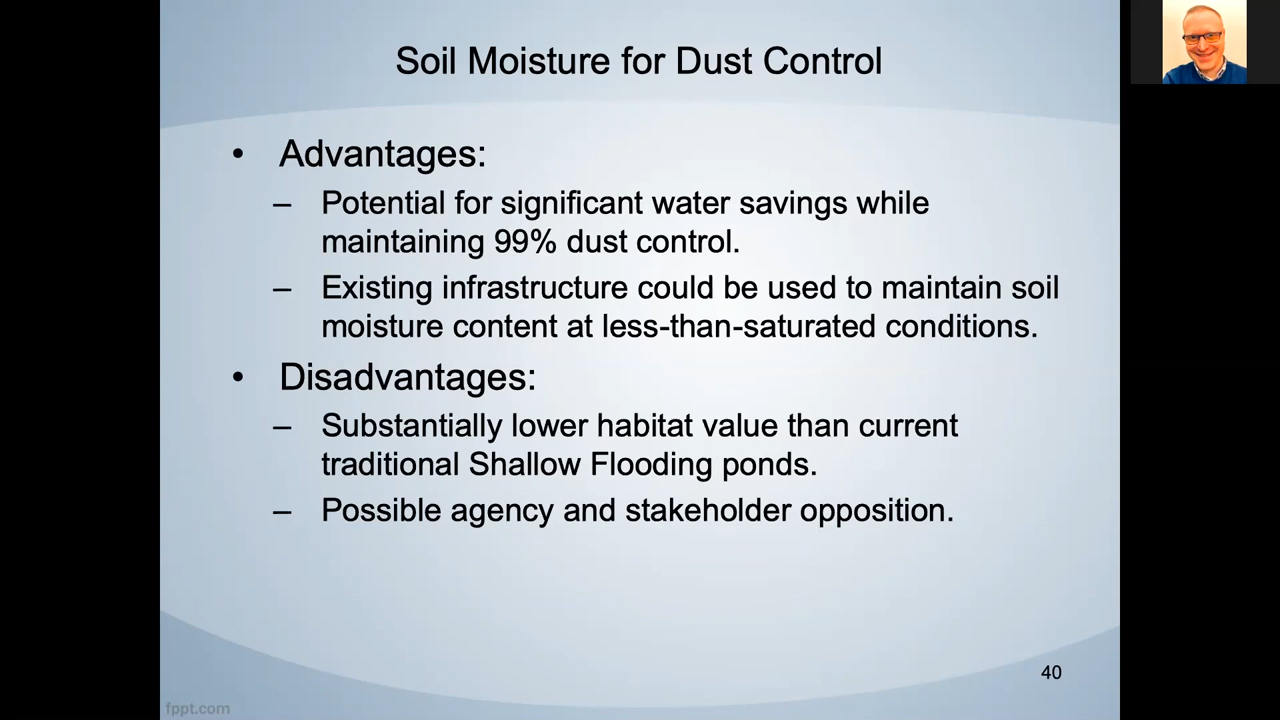 Soil Moisture for Dust Control
• Advantages:
– Potential for significant water savings while
maintaining 99% dust control.
– Existing infrastructure could be used to maintain soil
moisture content at less-than-saturated conditions.
• Disadvantages:
– Substantially lower habitat value than current
traditional Shallow Flooding ponds.
– Possible agency and stakeholder opposition.
40
fppt.com